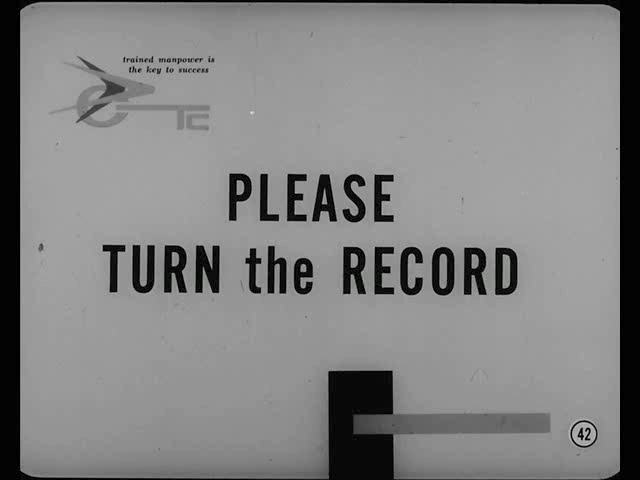 trained manpower is
the key to success
TC
PLEASE
TURN the RECORD
42